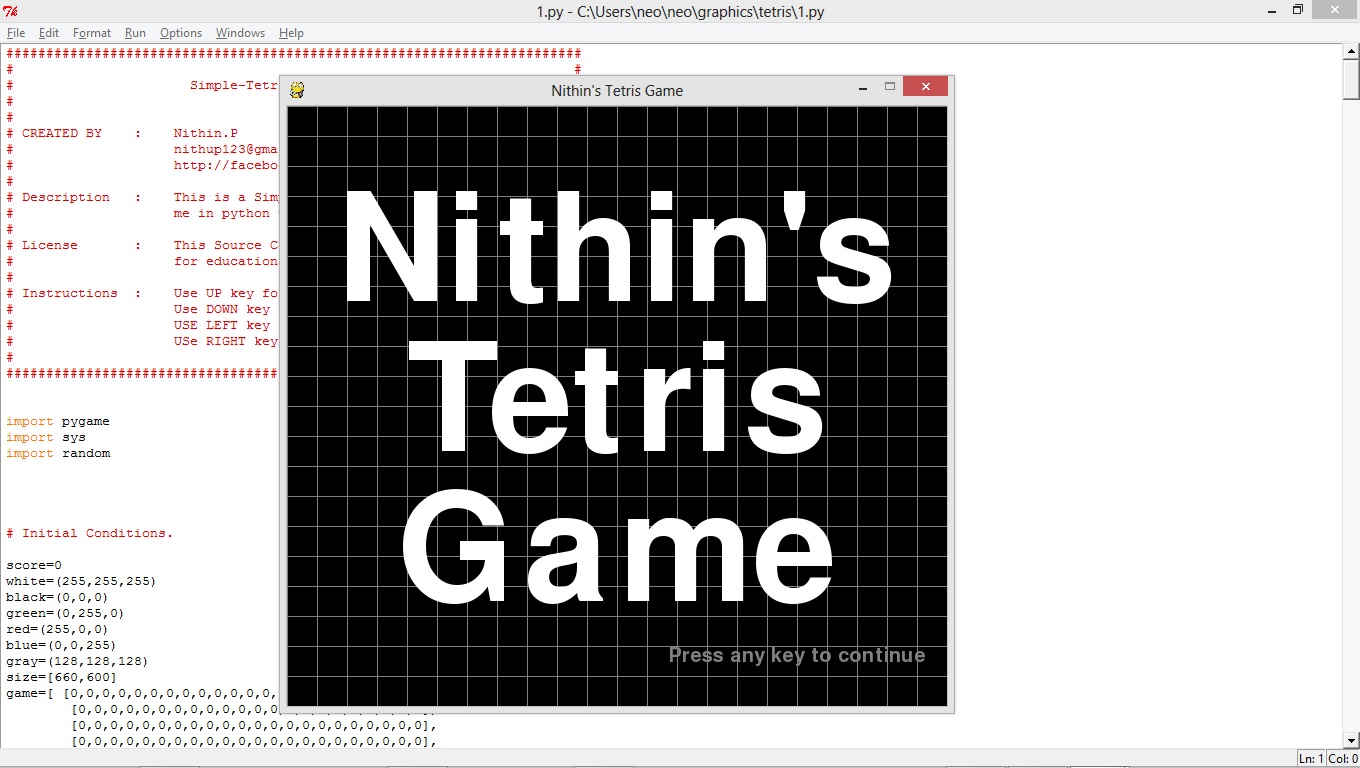 1.py - C:\Users\neo\neo\graphics\tetris\1.py
File Edit Format Run Options Windows Help
########################################################################
# #
# Simple-Tetr
#
#
# CREATED BY : Nithin.P
# nithup123@gma
# http://facebo
#
# Description : This is a Sim
# me in python
#
# License : This Source C
# for education
#
# Instructions : Use UP key fo
# Use DOWN key
# USE LEFT key
# USe RIGHT key
#
##################################
import pygame
import sys
import random
# Initial Conditions.
score=0
white=(255,255,255)
black=(0,0,0)
green=(0,255,0)
red=(255,0,0)
blue=(0,0,255)
gray=(128,128,128)
size=[660,600]
game=[ [0,0,0,0,0,0,0,0,0,0,0,0,0,
[0,0,0,0,0,0,0,0,0,0,0,0,0,0,0,0,0,0,0,0,0,0],
[0,0,0,0,0,0,0,0,0,0,0,0,0,0,0,0,0,0,0,0,0,0],
[0,0,0,0,0,0,0,0,0,0,0,0,0,0,0,0,0,0,0,0,0,0],
Nithin's Tetris Game
Nithin's
Tetris
Game
Press any key to continue
Ln: 1 Col: 0